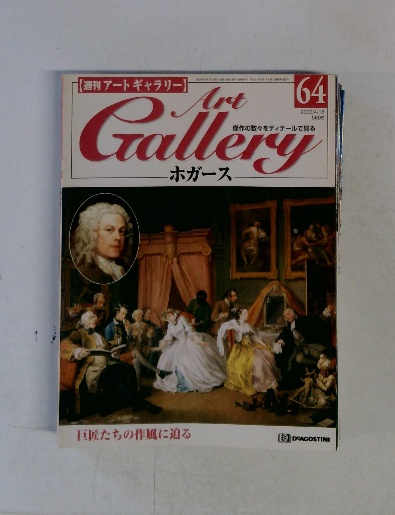 【週刊 アート ギャラリー】
64
Art
Gallery
傑作の数々をディテールで見る
ホガース
巨匠たちの作風に迫る
DeAGOSTINI